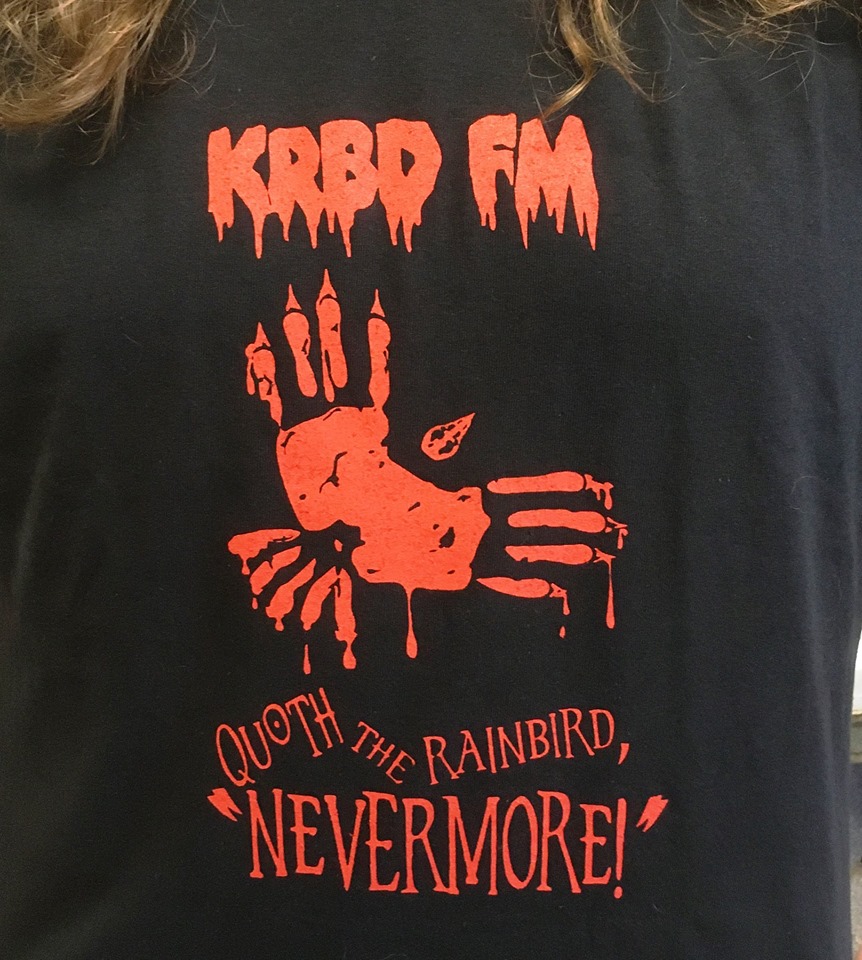 KRBD FM
QUOTH THE RAINBIRD,
"NEVERMORE!"